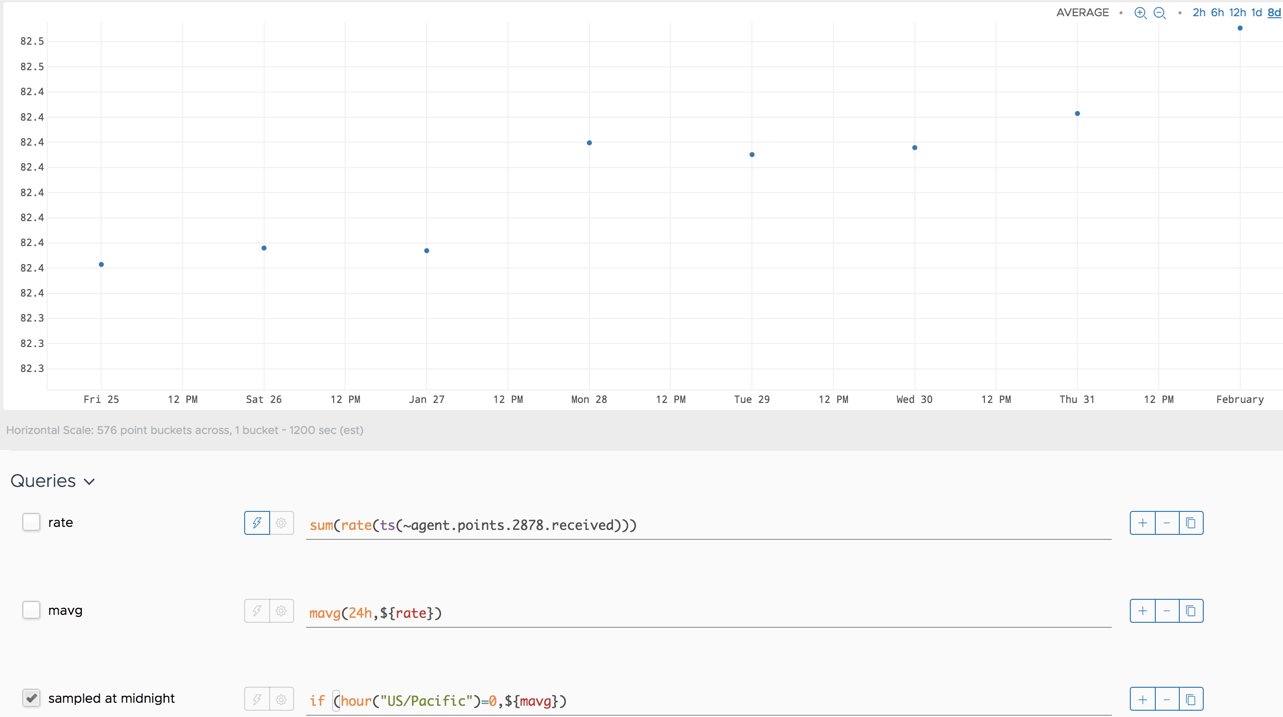 AVERAGE • • 2h 6h 12h 1d 8d
82.5
82.5
82.4
82.4
82.4
82.4
82.4
82.4
82.4
82.4
82.4
82.3
82.3
82.3
Fri 25 12 PM Sat 26 12 PM Jan 27 12 PM Mon 28 12 PM Tue 29 12 PM Wed 30 12 PM Thu 31 12 PM February
Horizontal Scale: 576 point buckets across, 1 bucket ~ 1200 sec (est)
Queries
rate sum(rate(ts(~agent.points.2878.received))) + -
mavg mavg(24h,${rate}) + -
sampled at midnight if (hour("US/Pacific")=0,${mavg}) + -